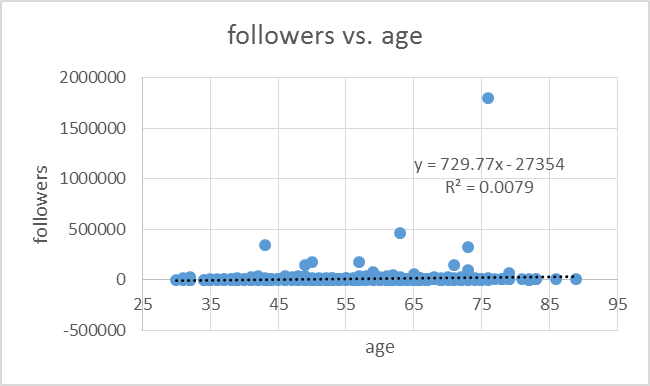 followers vs. age
2000000
1500000
1000000
500000
0
-500000
followers
y = 729.77x - 27354
R² = 0.0079
25 35 45 55 65 75 85 95
age